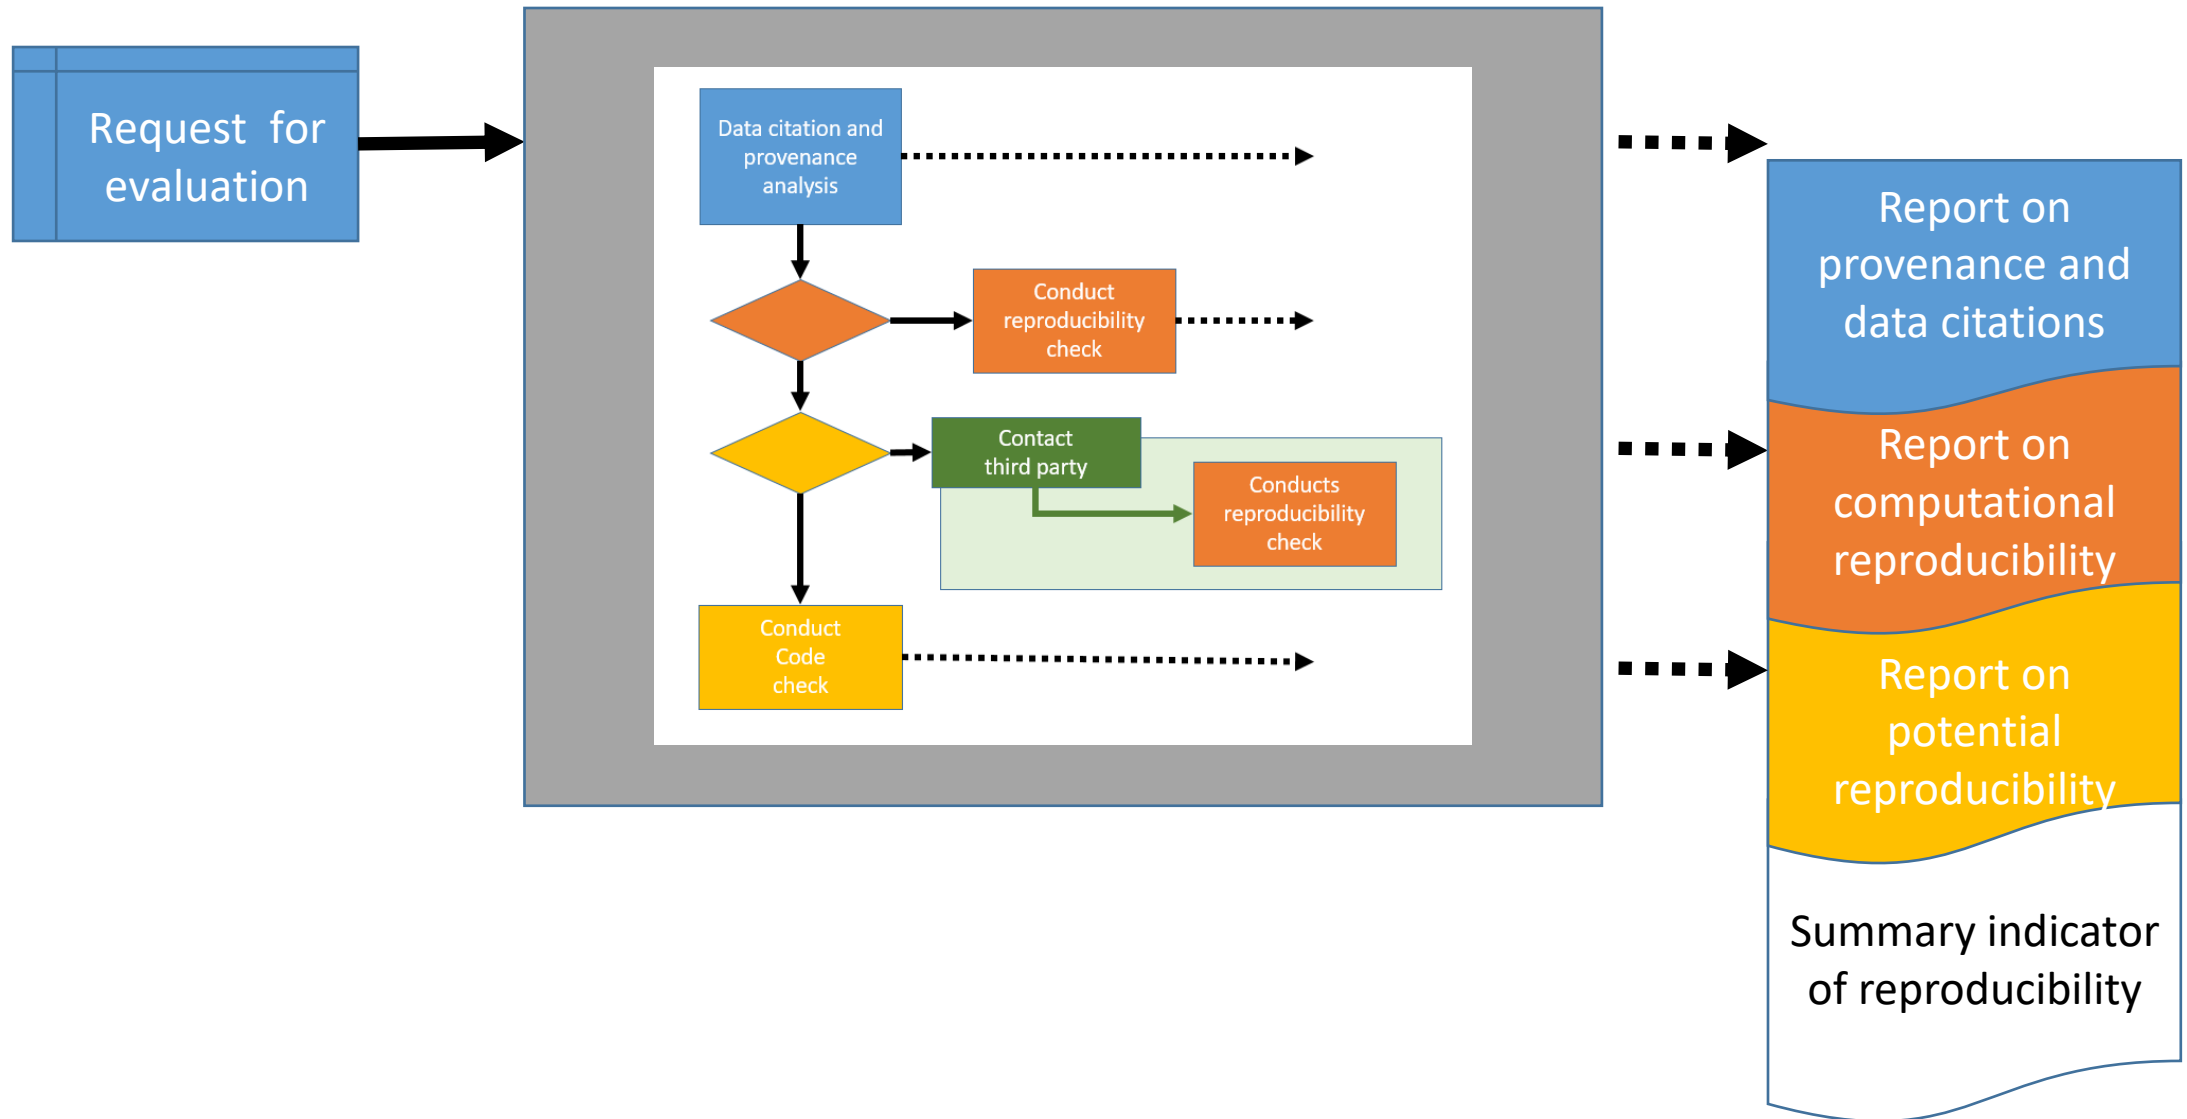 Request for
evaluation
Data citation and
provenance
analysis
Conduct
reproducibility
check
Contact
third party
Conducts
reproducibility
check
Conduct
Code
check
Report on
provenance and
data citations
Report on
computational
reproducibility
Report on
potential
reproducibility
Summary indicator
of reproducibility